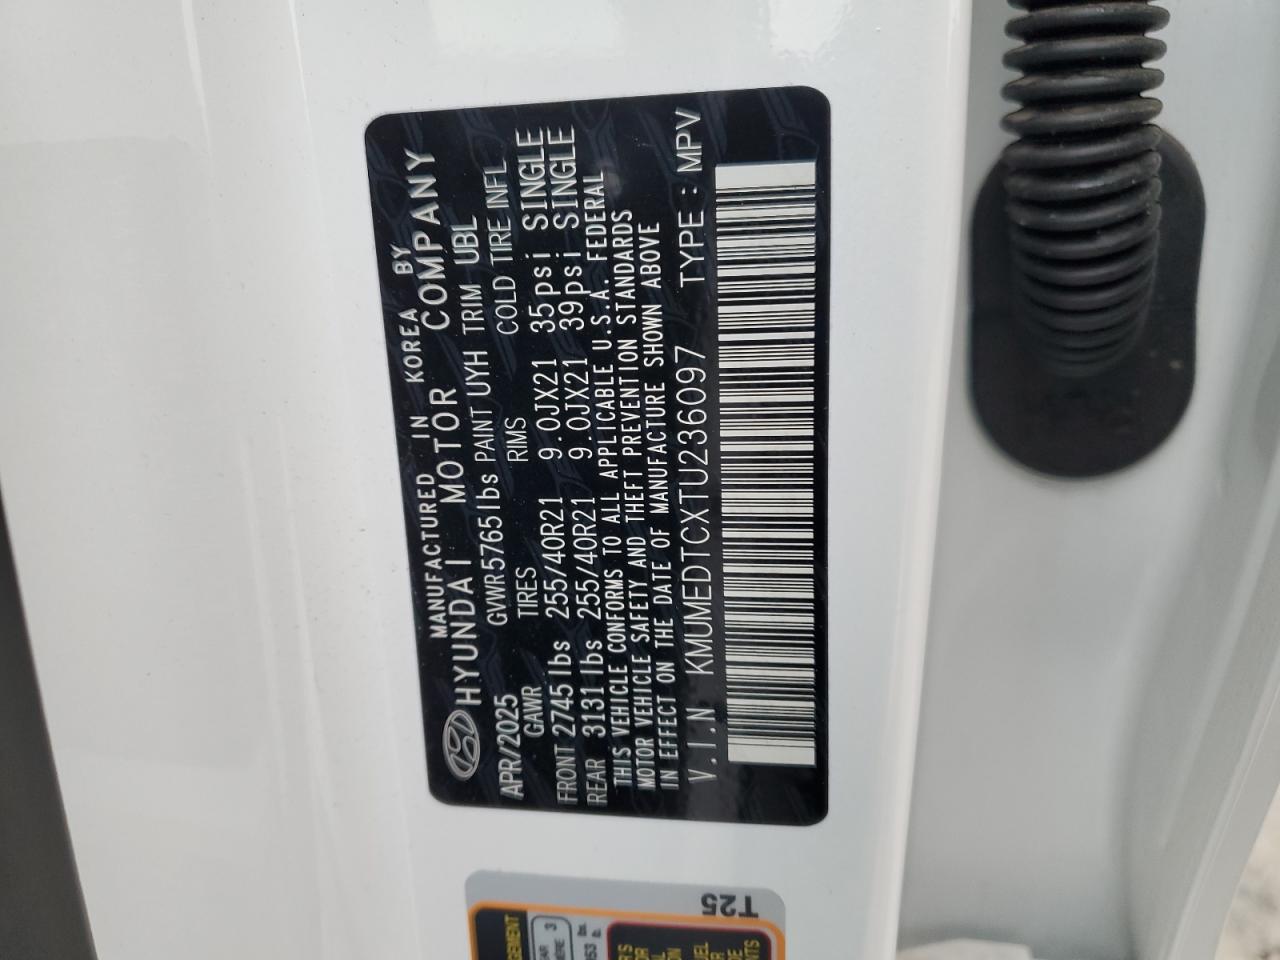 MANUFACTURED IN KOREA BY
HYUNDAI MOTOR COMPANY
APR/2025 GVWR5765lbs PAINT UYH TRIM UBL
GAWR TIRES RIMS COLD TIRE INFL
FRONT 2745lbs 255/40R21 9.0JX21 35psi SINGLE
REAR 3131lbs 255/40R21 9.0JX21 39psi SINGLE
THIS VEHICLE CONFORMS TO ALL APPLICABLE U.S.A. FEDERAL
MOTOR VEHICLE SAFETY AND THEFT PREVENTION STANDARDS
IN EFFECT ON THE DATE OF MANUFACTURE SHOWN ABOVE
V.I.N KMUMEDTCXTU236097 TYPE : MPV
T25